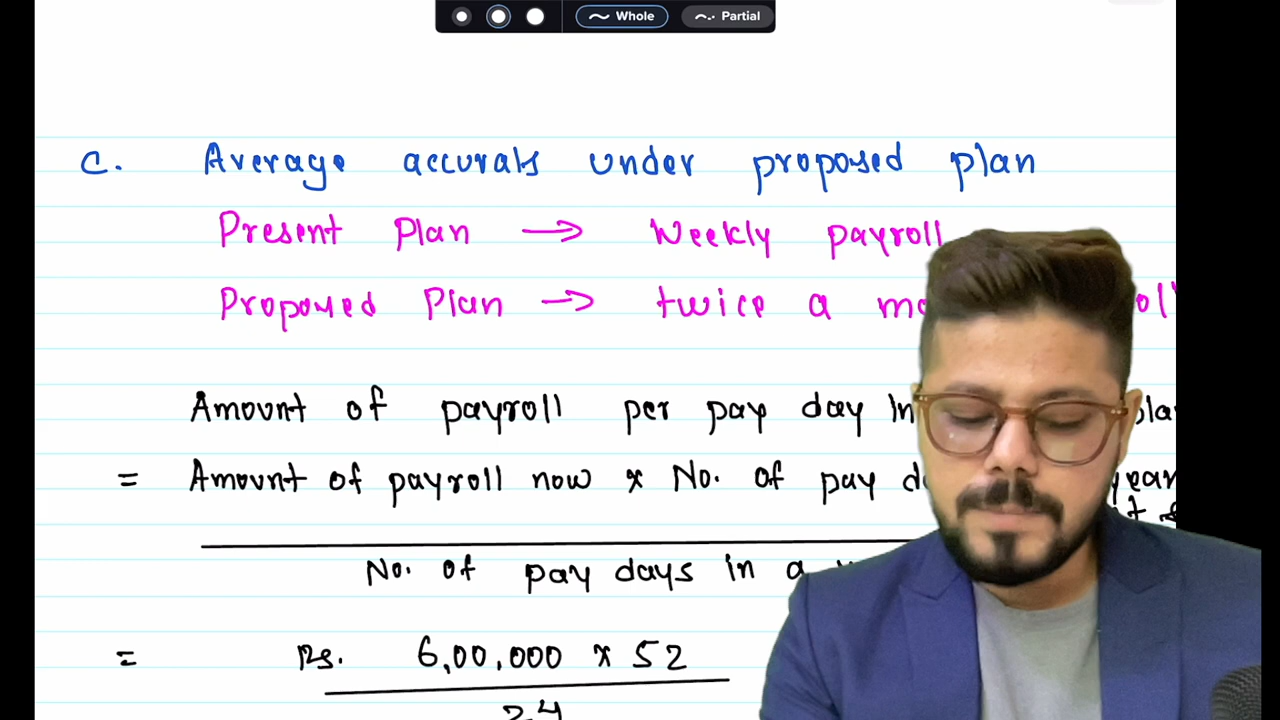 Whole Partial
C. Average accurals under proposed plan
Present Plan → Weekly payroll
Proposed Plan → twice a
Amount of payroll per pay day in
= Amount of payroll now x No. of pay year
No. of pay days in a
= Rs. 6,00,000 x 52
24